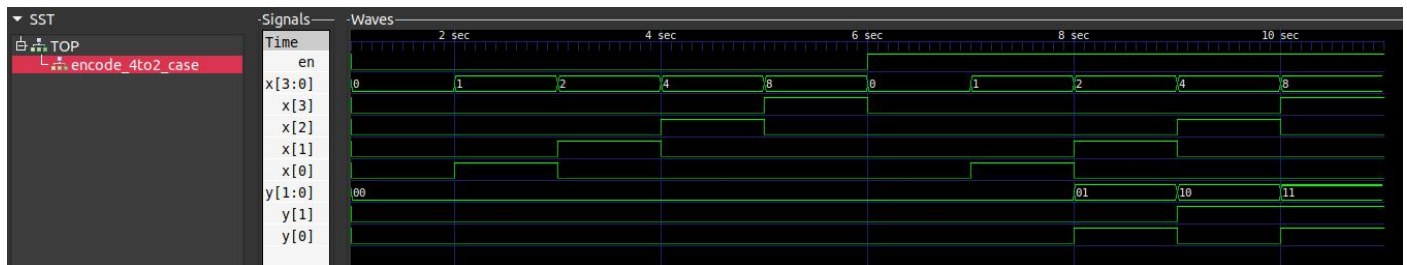 SST
Signals
Waves
TOP
encode_4to2_case
Time
2 sec 4 sec 6 sec 8 sec 10 sec
en
x[3:0] 0 1 2 4 8 0 1 2 4 8
x[3]
x[2]
x[1]
x[0]
y[1:0] 00 01 10 11
y[1]
y[0]